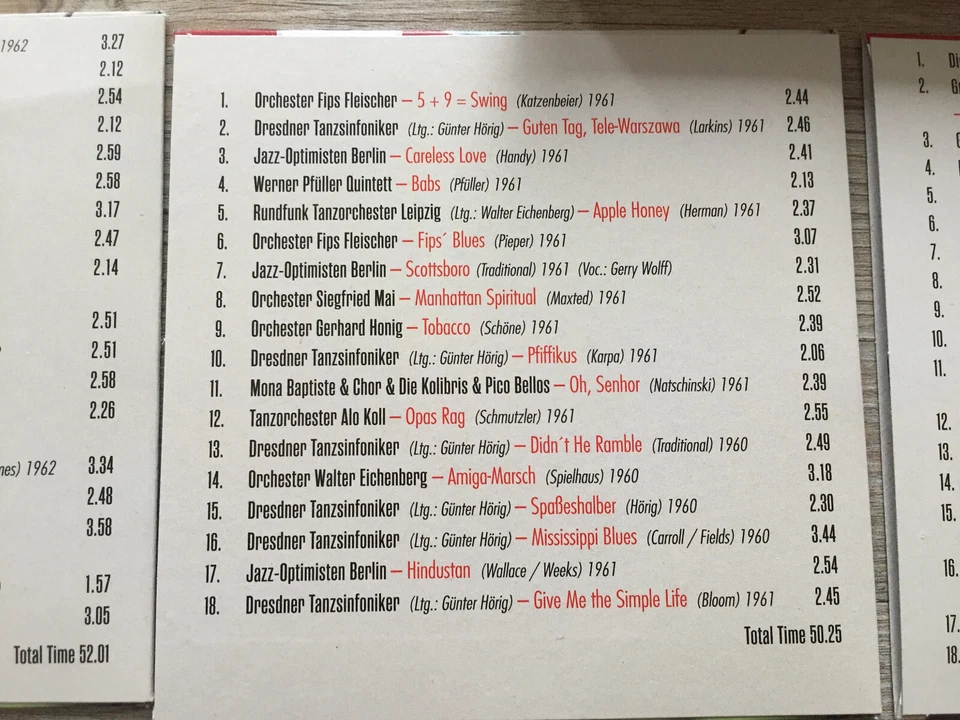 1962 3.27
2.12
2.54
2.12
2.59
2.58
3.17
2.47
2.14
2.51
2.51
2.58
2.26
nes) 1962 3.34
2.48
3.58
1.57
3.05
Total Time 52.01
1. Orchester Fips Fleischer – 5 + 9 = Swing (Katzenbeier) 1961 2.44
2. Dresdner Tanzsinfoniker (Ltg.: Günter Hörig) – Guten Tag, Tele-Warszawa (Larkins) 1961 2.46
3. Jazz-Optimisten Berlin – Careless Love (Handy) 1961 2.41
4. Werner Pfüller Quintett – Babs (Pfüller) 1961 2.13
5. Rundfunk Tanzorchester Leipzig (Ltg.: Walter Eichenberg) – Apple Honey (Herman) 1961 2.37
6. Orchester Fips Fleischer – Fips´ Blues (Pieper) 1961 3.07
7. Jazz-Optimisten Berlin – Scottsboro (Traditional) 1961 (Voc.: Gerry Wolff) 2.31
8. Orchester Siegfried Mai – Manhattan Spiritual (Maxted) 1961 2.52
9. Orchester Gerhard Honig – Tobacco (Schöne) 1961 2.39
10. Dresdner Tanzsinfoniker (Ltg.: Günter Hörig) – Pfiffikus (Karpa) 1961 2.06
11. Mona Baptiste & Chor & Die Kolibris & Pico Bellos – Oh, Senhor (Natschinski) 1961 2.39
12. Tanzorchester Alo Koll – Opas Rag (Schmutzler) 1961 2.55
13. Dresdner Tanzsinfoniker (Ltg.: Günter Hörig) – Didn´t He Ramble (Traditional) 1960 2.49
14. Orchester Walter Eichenberg – Amiga-Marsch (Spielhaus) 1960 3.18
15. Dresdner Tanzsinfoniker (Ltg.: Günter Hörig) – Spaßeshalber (Hörig) 1960 2.30
16. Dresdner Tanzsinfoniker (Ltg.: Günter Hörig) – Mississippi Blues (Carroll / Fields) 1960 3.44
17. Jazz-Optimisten Berlin – Hindustan (Wallace / Weeks) 1961 2.54
18. Dresdner Tanzsinfoniker (Ltg.: Günter Hörig) – Give Me the Simple Life (Bloom) 1961 2.45
Total Time 50.25
1. Di
2.
3.
4.
5.
6.
7.
8.
9.
10.
11.
12.
13.
14.
15.
16.
17.
18.